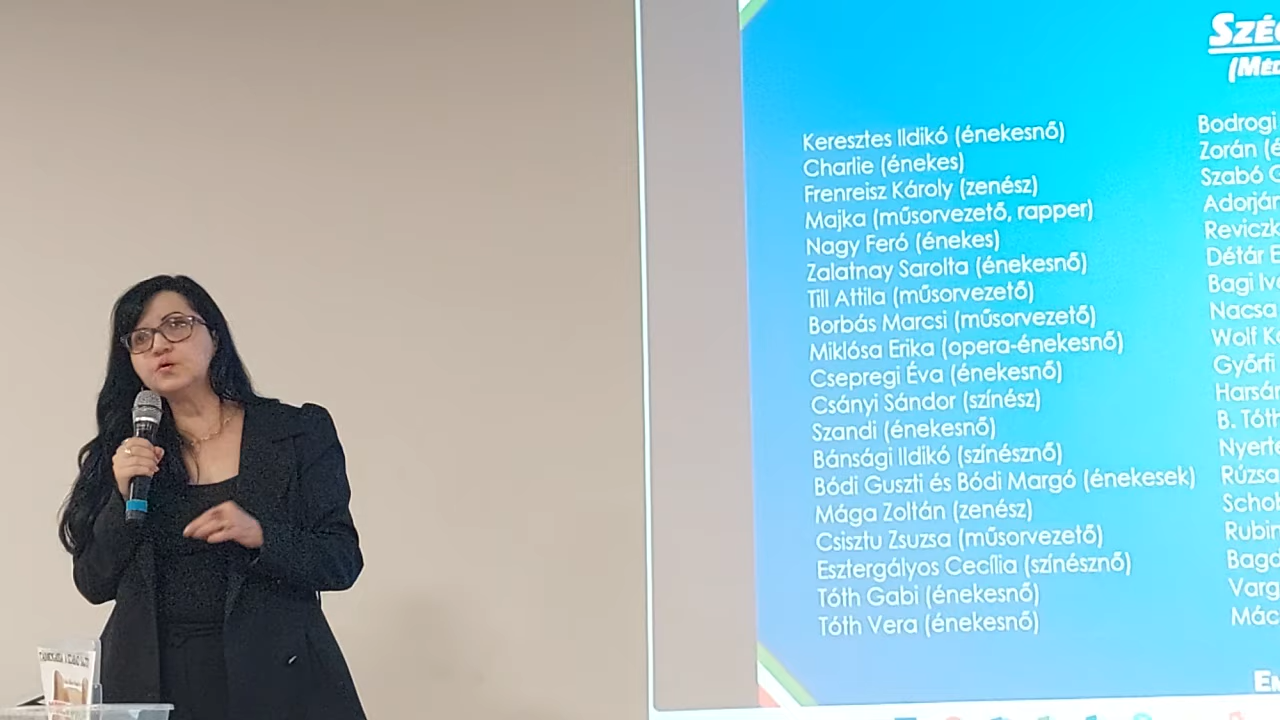 Keresztes Ildikó (énekesnő)
Charlie (énekes)
Frenreisz Károly (zenész)
Majka (műsorvezető, rapper)
Nagy Feró (énekes)
Zalatnay Sarolta (énekesnő)
Till Attila (műsorvezető)
Borbás Marcsi (műsorvezető)
Miklósa Erika (opera-énekesnő)
Csepregi Éva (énekesnő)
Csányi Sándor (színész)
Szandi (énekesnő)
Bánsági Ildikó (színésznő)
Bódi Guszti és Bódi Margó (énekesek)
Mága Zoltán (zenész)
Csisztu Zsuzsa (műsorvezető)
Esztergályos Cecília (színésznő)
Tóth Gabi (énekesnő)
Tóth Vera (énekesnő)
Bodrogi
Zorán
Szabó
Détár
Bagi
Nacsa
Wolf
Győrfi
B. Tóth